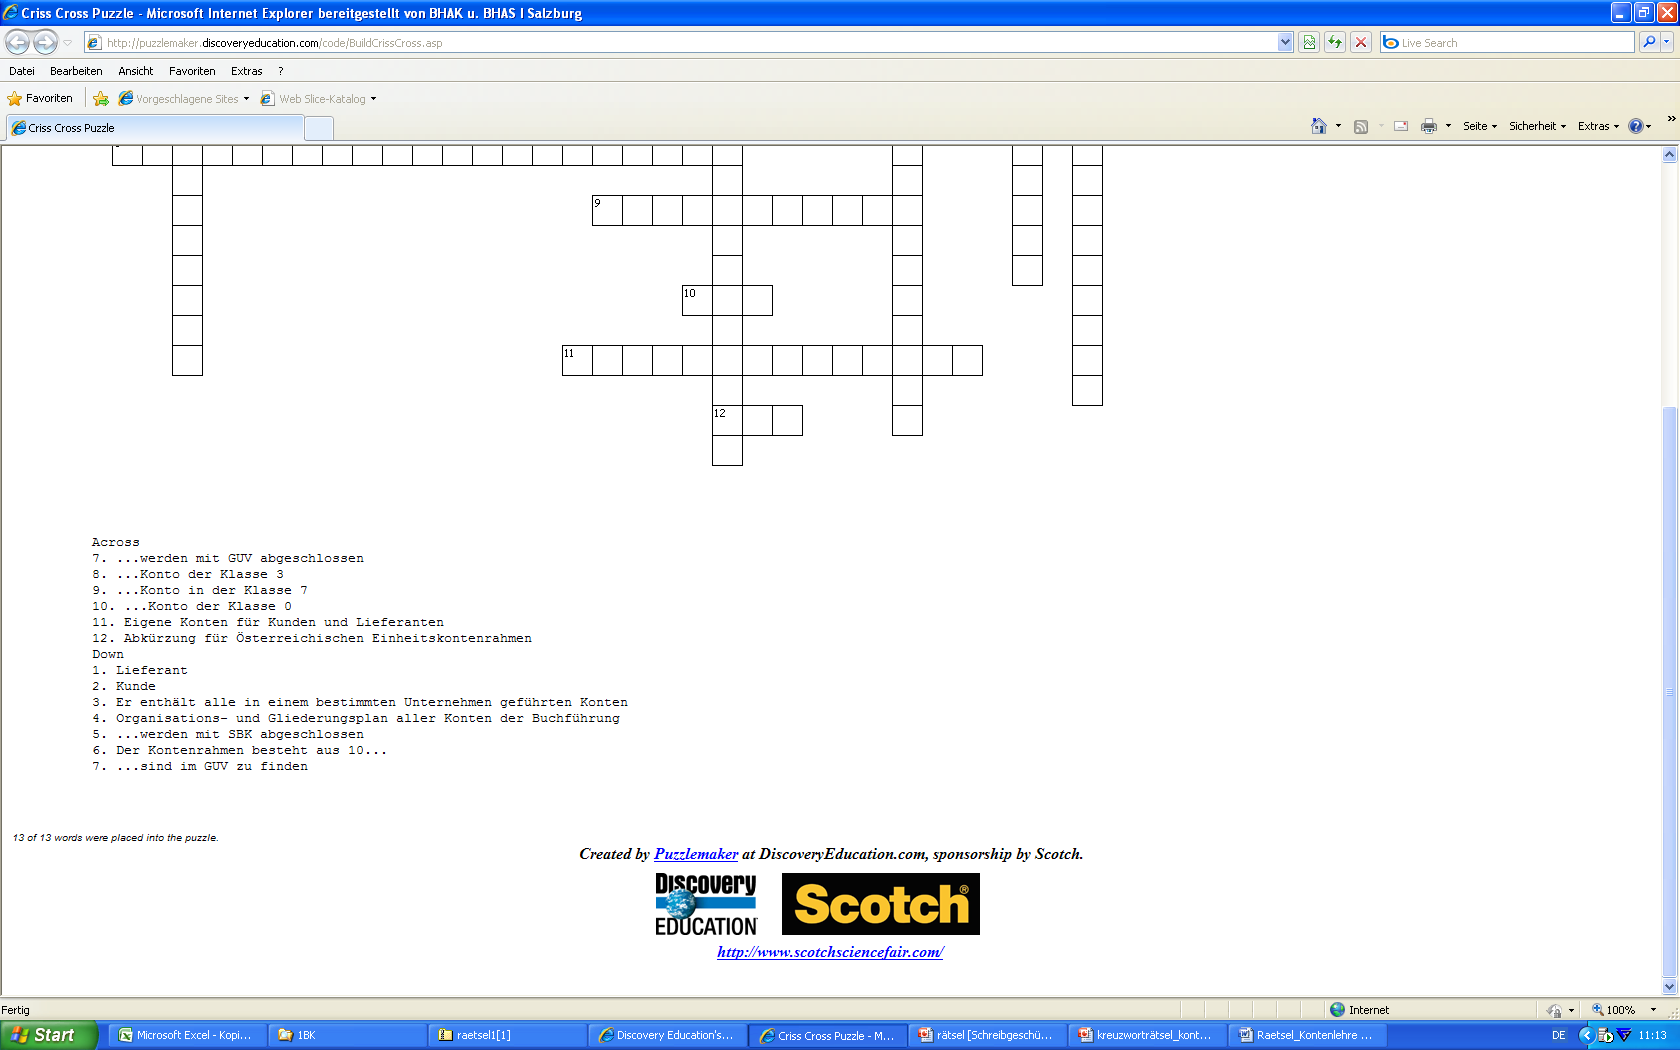 Criss Cross Puzzle - Microsoft Internet Explorer bereitgestellt von BHAK u. BHAS I Salzburg
http://puzzlemaker.discoveryeducation.com/code/BuildCrissCross.asp
Live Search
Datei Bearbeiten Ansicht Favoriten Extras ?
Favoriten Vorgeschlagene Sites Web Slice-Katalog
Criss Cross Puzzle
Seite Sicherheit Extras
9
10
11
12
Across
7. ...werden mit GUV abgeschlossen
8. ...Konto der Klasse 3
9. ...Konto in der Klasse 7
10. ...Konto der Klasse 0
11. Eigene Konten für Kunden und Lieferanten
12. Abkürzung für Österreichischen Einheitskontenrahmen
Down
1. Lieferant
2. Kunde
3. Er enthält alle in einem bestimmten Unternehmen geführten Konten
4. Organisations- und Gliederungsplan aller Konten der Buchführung
5. ...werden mit SBK abgeschlossen
6. Der Kontenrahmen besteht aus 10...
7. ...sind im GUV zu finden
13 of 13 words were placed into the puzzle.
Created by Puzzlemaker at DiscoveryEducation.com, sponsorship by Scotch.
Discovery
EDUCATION
Scotch®
http://www.scotchsciencefair.com/
Fertig
Internet
100%
Start
Microsoft Excel - Kopi...
1BK
raetsel1[1]
Discovery Education's...
Criss Cross Puzzle - M...
rätsel [Schreibgeschü...
kreuzworträtsel_kont...
Raetsel_Kontenlehre ...
DE
11:13